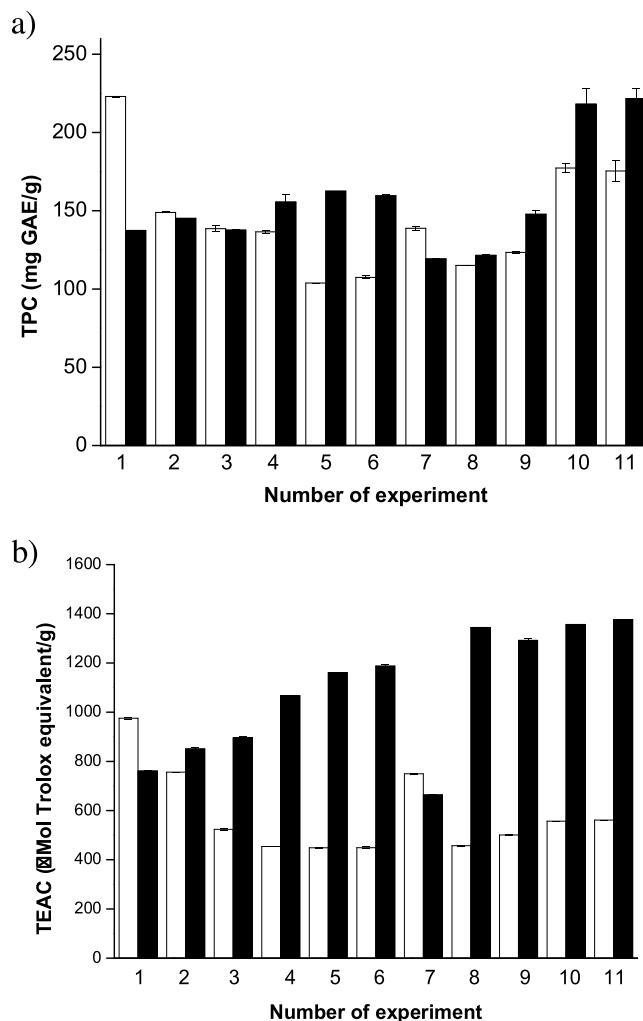 a)
250
200
150
100
50
0
TPC (mg GAE/g)
1 2 3 4 5 6 7 8 9 10 11
Number of experiment
b)
1600
1400
1200
1000
800
600
400
200
0
TEAC (�Mol Trolox equivalent/g)
1 2 3 4 5 6 7 8 9 10 11
Number of experiment